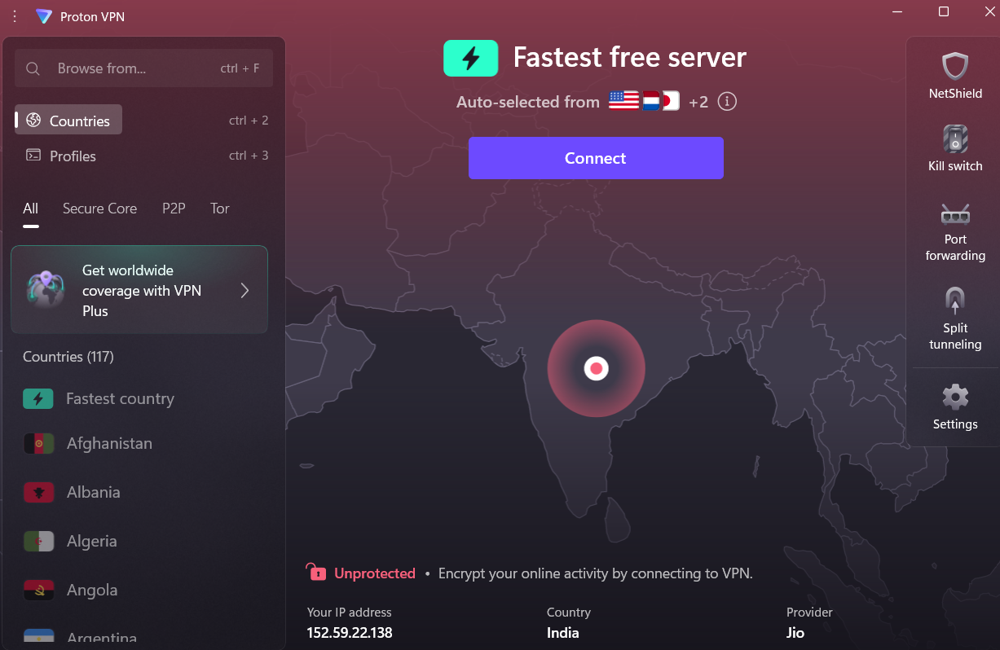 Proton VPN
Browse from... ctrl + F
Countries ctrl + 2
Profiles ctrl + 3
All Secure Core P2P Tor
Get worldwide
coverage with VPN
Plus
Countries (117)
Fastest country
Afghanistan
Albania
Algeria
Angola
Argentina
Fastest free server
Auto-selected from +2
Connect
Unprotected • Encrypt your online activity by connecting to VPN.
Your IP address Country Provider
152.59.22.138 India Jio
NetShield
Kill switch
Port
forwarding
Split
tunneling
Settings